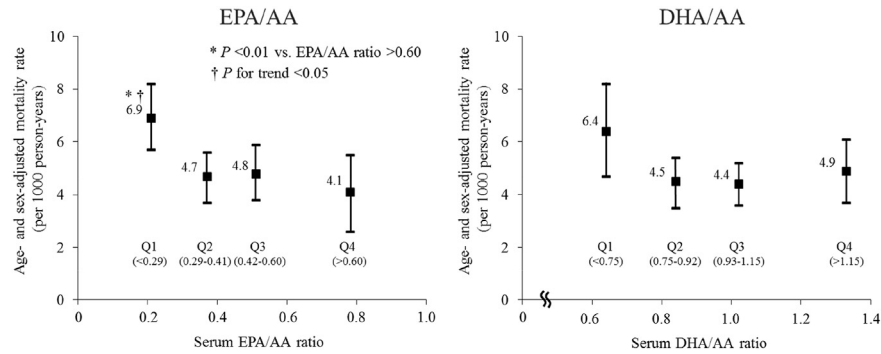 EPA/AA
Age- and sex-adjusted mortality rate
(per 1000 person-years)
10
8
6
4
2
0
* P <0.01 vs. EPA/AA ratio >0.60
† P for trend <0.05
* †
6.9
4.7
4.8
4.1
Q1 Q2 Q3 Q4
(<0.29) (0.29-0.41) (0.42-0.60) (>0.60)
0 0.2 0.4 0.6 0.8 1.0
Serum EPA/AA ratio
DHA/AA
Age- and sex-adjusted mortality rate
(per 1000 person-years)
10
8
6
4
2
0
6.4
4.5
4.4
4.9
Q1 Q2 Q3 Q4
(<0.75) (0.75-0.92) (0.93-1.15) (>1.15)
0 0.6 0.8 1.0 1.2 1.4
Serum DHA/AA ratio